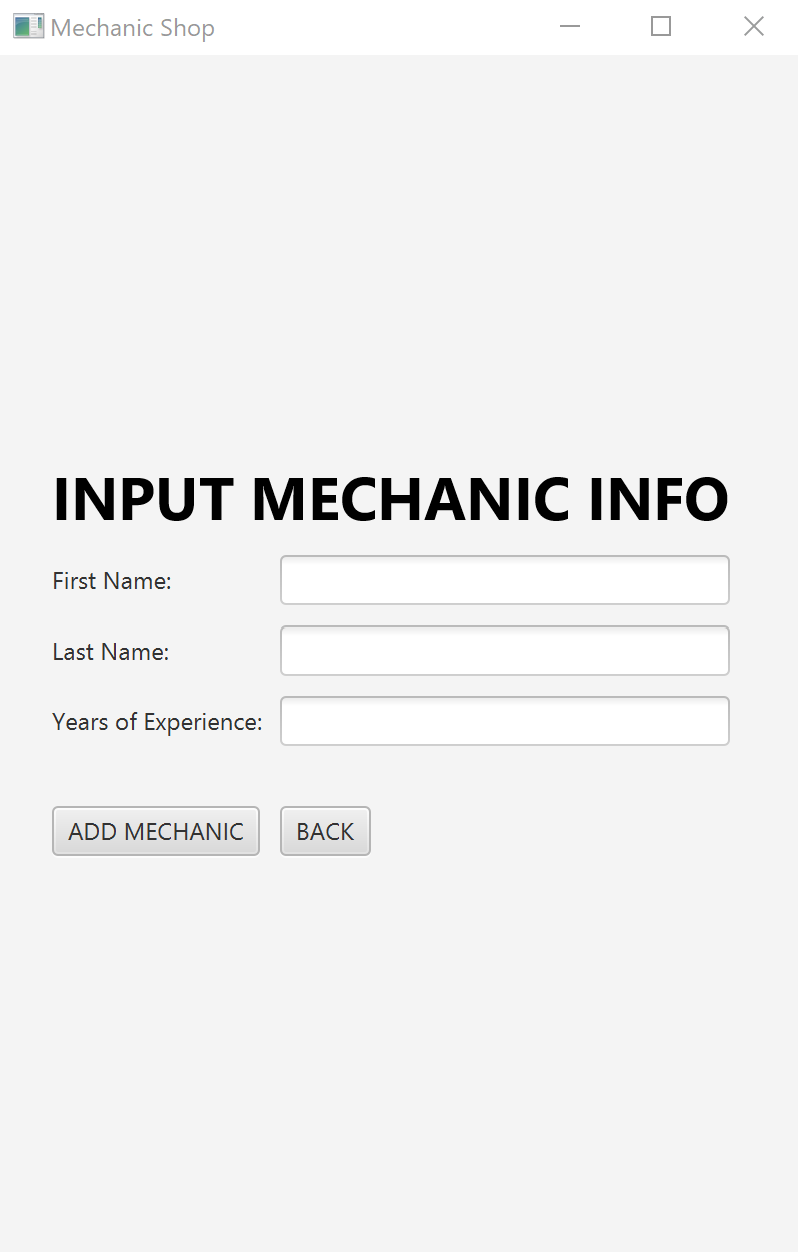 Mechanic Shop
INPUT MECHANIC INFO
First Name:
Last Name:
Years of Experience:
ADD MECHANIC BACK